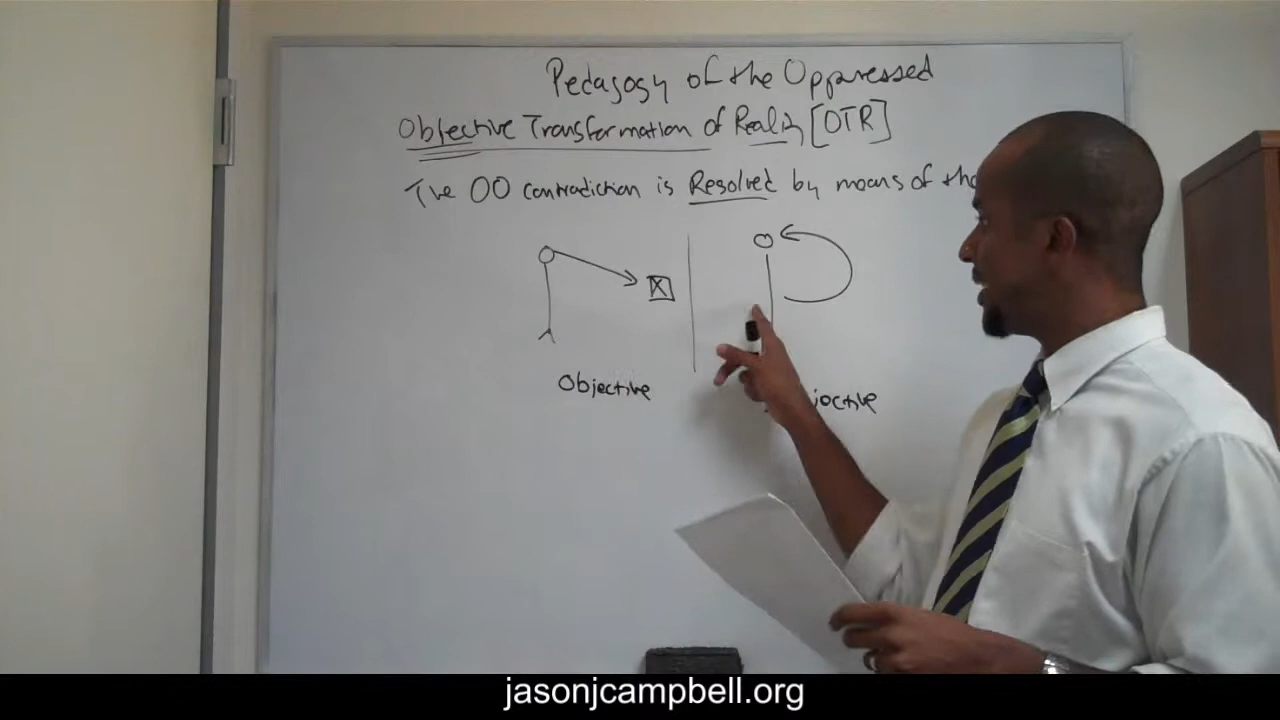 Pedagogy of the Oppressed
Objective Transformation of Reality [OTR]
The OO contradiction is Resolved by means of the
X
Objective
jective
jasonjcampbell.org